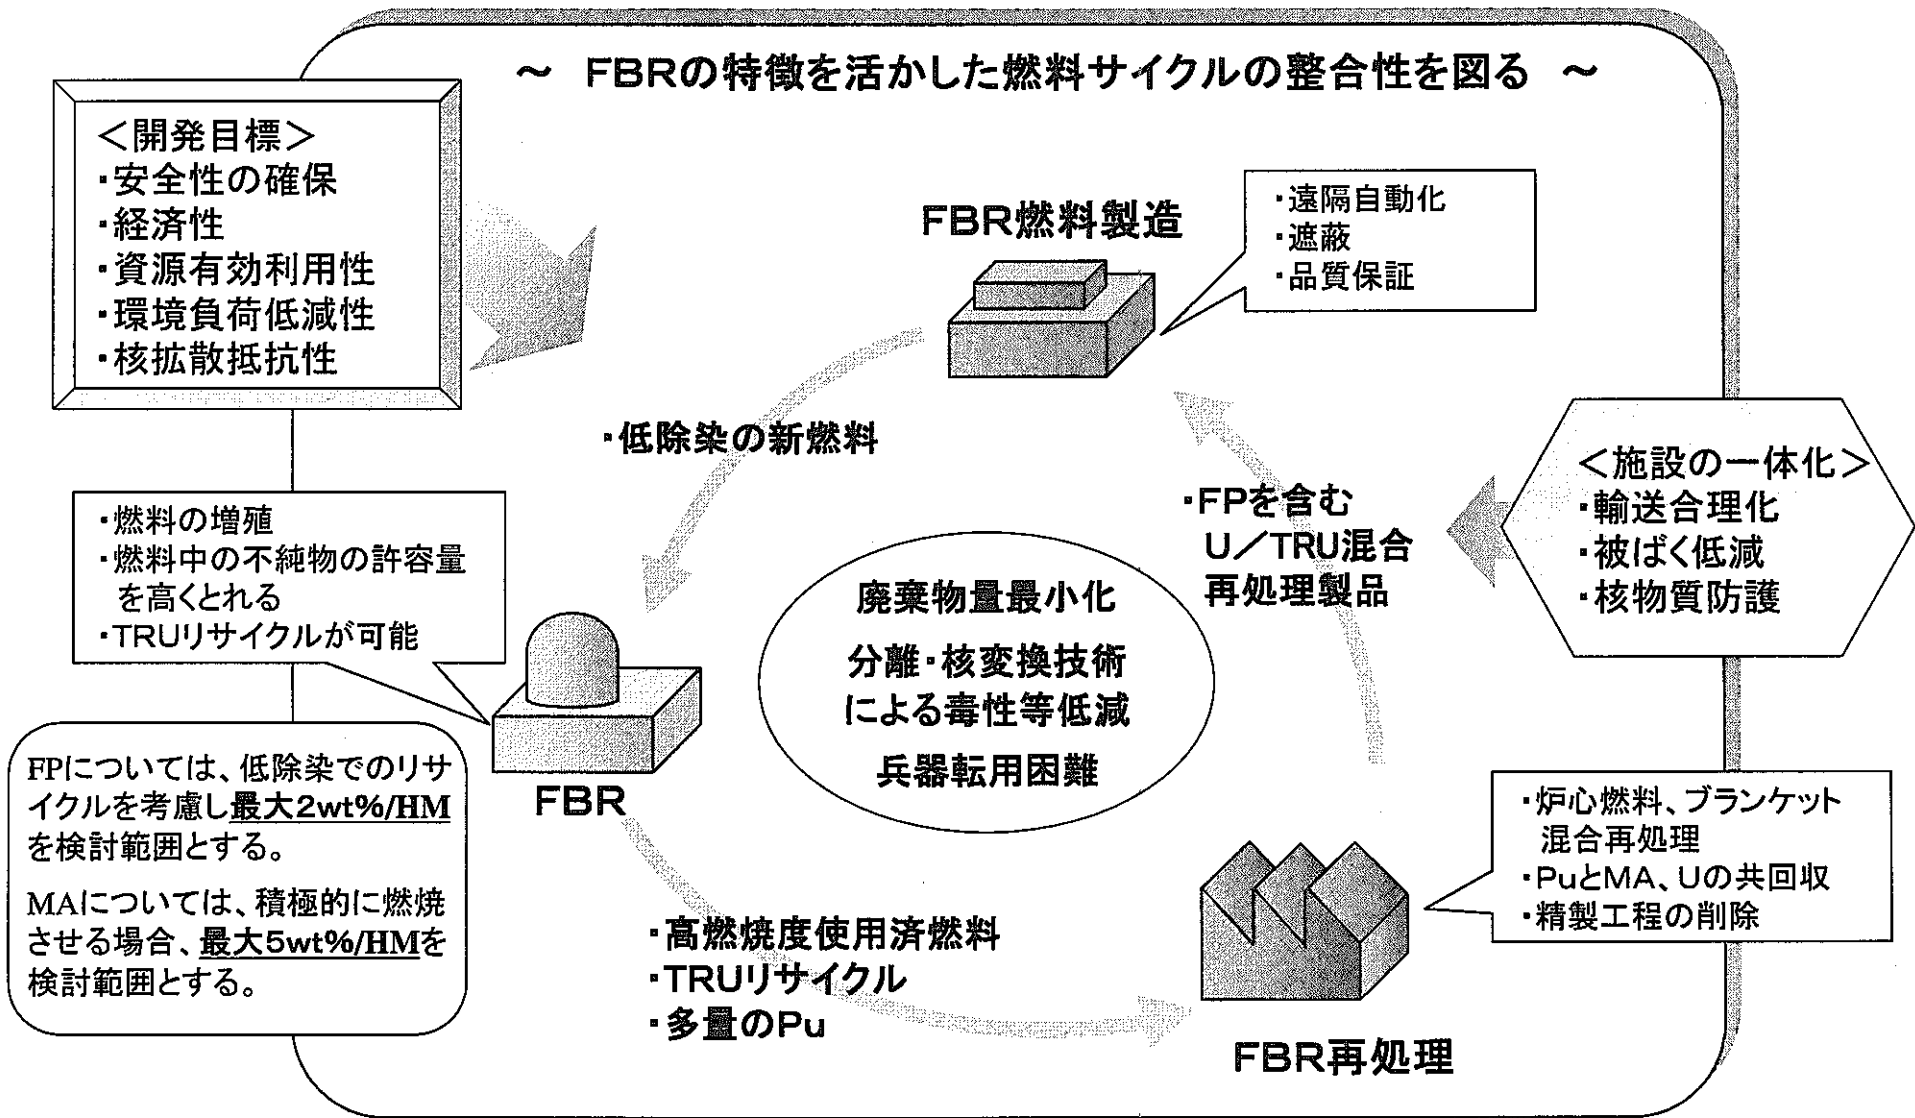 ～ FBRの特徴を活かした燃料サイクルの整合性を図る ～
＜開発目標＞
・安全性の確保
・経済性
・資源有効利用性
・環境負荷低減性
・核拡散抵抗性
FBR燃料製造
・遠隔自動化
・遮蔽
・品質保証
・低除染の新燃料
＜施設の一体化＞
・輸送合理化
・被ばく低減
・核物質防護
・FPを含む
U／TRU混合
再処理製品
・燃料の増殖
・燃料中の不純物の許容量
を高くとれる
・TRUリサイクルが可能
廃棄物量最小化
分離・核変換技術
による毒性等低減
兵器転用困難
FBR
FPについては、低除染でのリサ
イクルを考慮し最大2wt%/HM
を検討範囲とする。
MAについては、積極的に燃焼
させる場合、最大5wt%/HMを
検討範囲とする。
・高燃焼度使用済燃料
・TRUリサイクル
・多量のPu
・炉心燃料、ブランケット
混合再処理
・PuとMA、Uの共回収
・精製工程の削除
FBR再処理